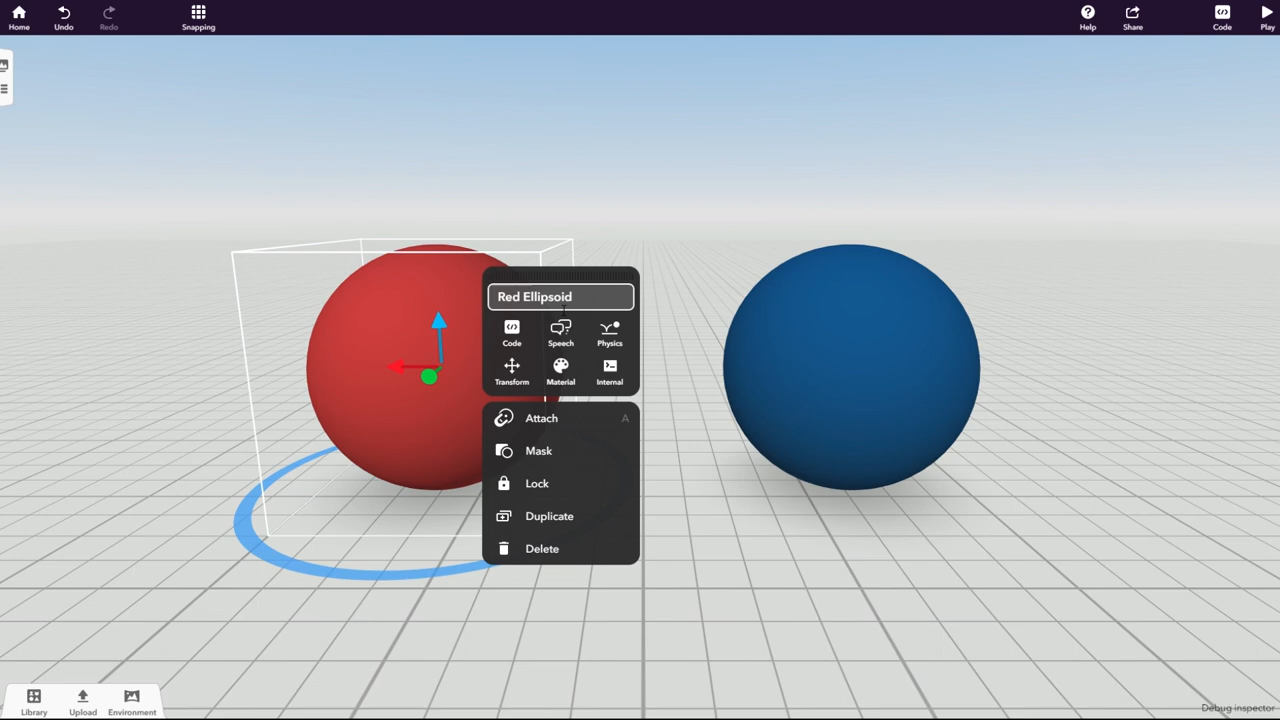 Home
Undo
Redo
Snapping
Help
Share
Code
Play
Red Ellipsoid
Code
Speech
Physics
Transform
Material
Internal
Attach A
Mask
Lock
Duplicate
Delete
Library
Upload
Environment
Debug inspector